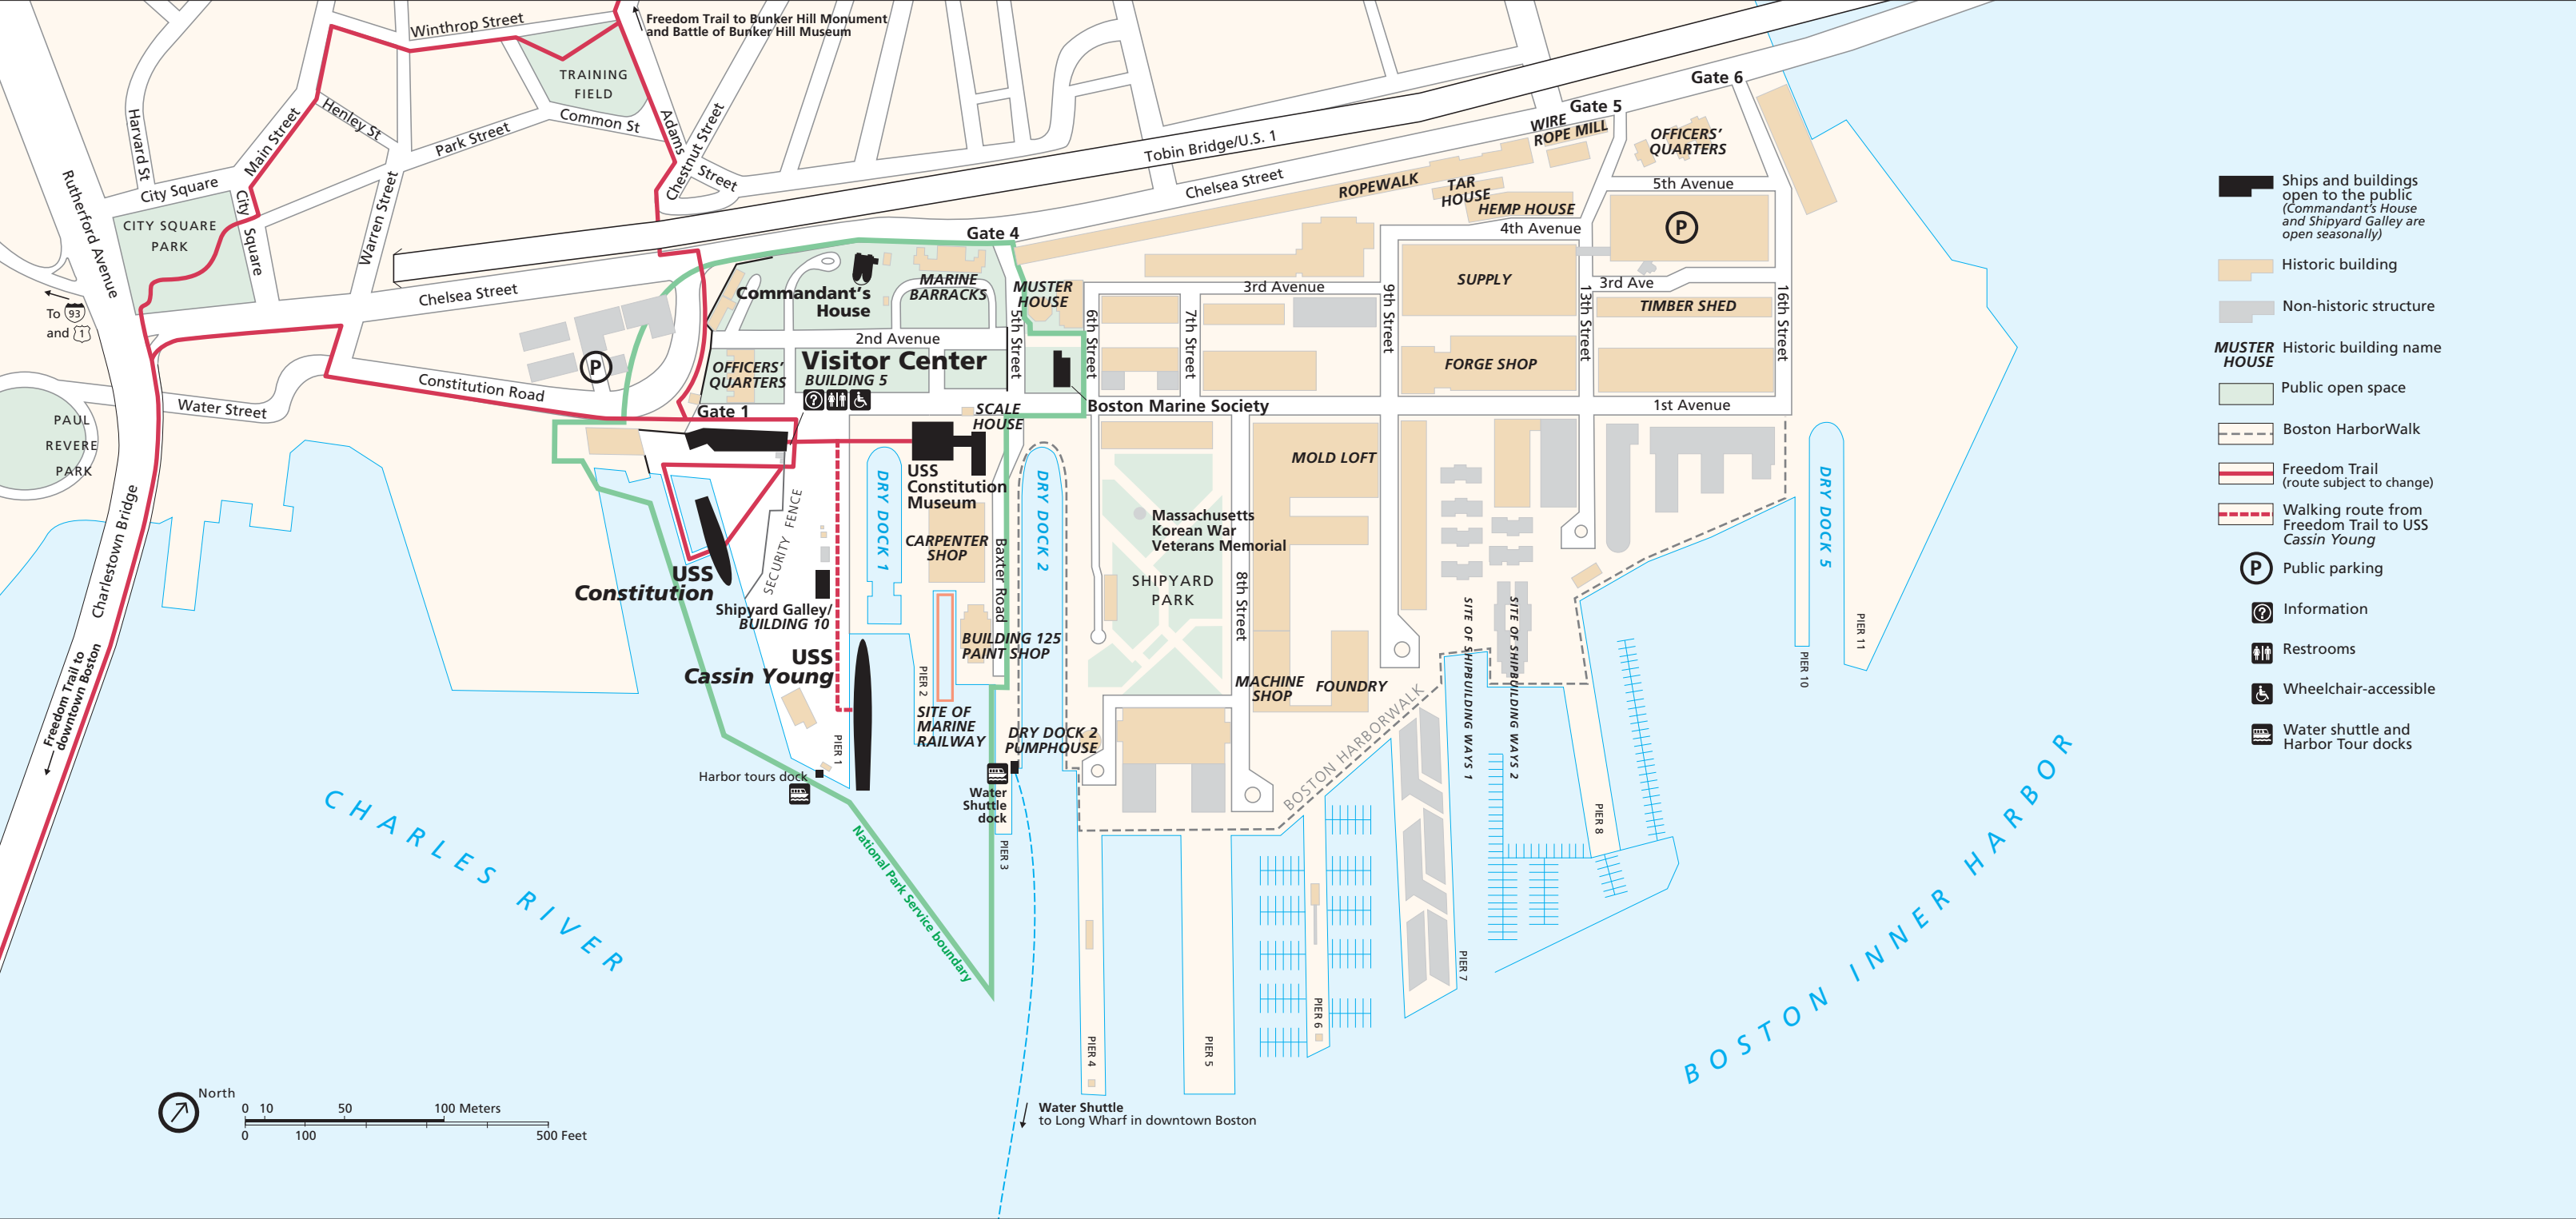 Winthrop Street
Freedom Trail to Bunker Hill Monument
and Battle of Bunker Hill Museum
TRAINING
FIELD
Harvard St
Henley St
Main Street
Park Street
Common St
Adams
Street
Chestnut Street
Rutherford Avenue
City Square
City Square
CITY SQUARE
PARK
Warren Street
Tobin Bridge/U.S. 1
Chelsea Street
Chelsea Street
To 93
and 1
Gate 4
Gate 5
Gate 6
WIRE
ROPE MILL
OFFICERS’
QUARTERS
ROPEWALK
TAR
HOUSE
HEMP HOUSE
5th Avenue
4th Avenue
P
Commandant’s
House
MARINE
BARRACKS
MUSTER
HOUSE
3rd Avenue
SUPPLY
3rd Ave
TIMBER SHED
5th Street
6th Street
7th Street
9th Street
13th Street
16th Street
2nd Avenue
OFFICERS’
QUARTERS
Visitor Center
BUILDING 5
?
FORGE SHOP
P
Constitution Road
Water Street
PAUL
REVERE
PARK
Gate 1
SCALE
HOUSE
Boston Marine Society
1st Avenue
USS
Constitution
Museum
MOLD LOFT
DRY DOCK 1
DRY DOCK 2
DRY DOCK 5
SECURITY FENCE
CARPENTER
SHOP
Baxter Road
Massachusetts
Korean War
Veterans Memorial
SHIPYARD
PARK
8th Street
USS
Constitution
Shipyard Galley/
BUILDING 10
BUILDING 125
PAINT SHOP
USS
Cassin Young
PIER 1
PIER 2
SITE OF
MARINE
RAILWAY
DRY DOCK 2
PUMPHOUSE
MACHINE
SHOP
FOUNDRY
SITE OF SHIPBUILDING WAYS 1
SITE OF SHIPBUILDING WAYS 2
BOSTON HARBORWALK
Harbor tours dock
Water
Shuttle
dock
PIER 3
PIER 4
PIER 5
PIER 6
PIER 7
PIER 8
PIER 10
PIER 11
Charlestown Bridge
Freedom Trail to
downtown Boston
National Park Service boundary
CHARLES RIVER
BOSTON INNER HARBOR
Water Shuttle
to Long Wharf in downtown Boston
North
0 10 50 100 Meters
0 100 500 Feet
Ships and buildings
open to the public
(Commandant’s House
and Shipyard Galley are
open seasonally)
Historic building
Non-historic structure
MUSTER
HOUSE
Historic building name
Public open space
Boston HarborWalk
Freedom Trail
(route subject to change)
Walking route from
Freedom Trail to USS
Cassin Young
P
Public parking
?
Information
Restrooms
Wheelchair-accessible
Water shuttle and
Harbor Tour docks